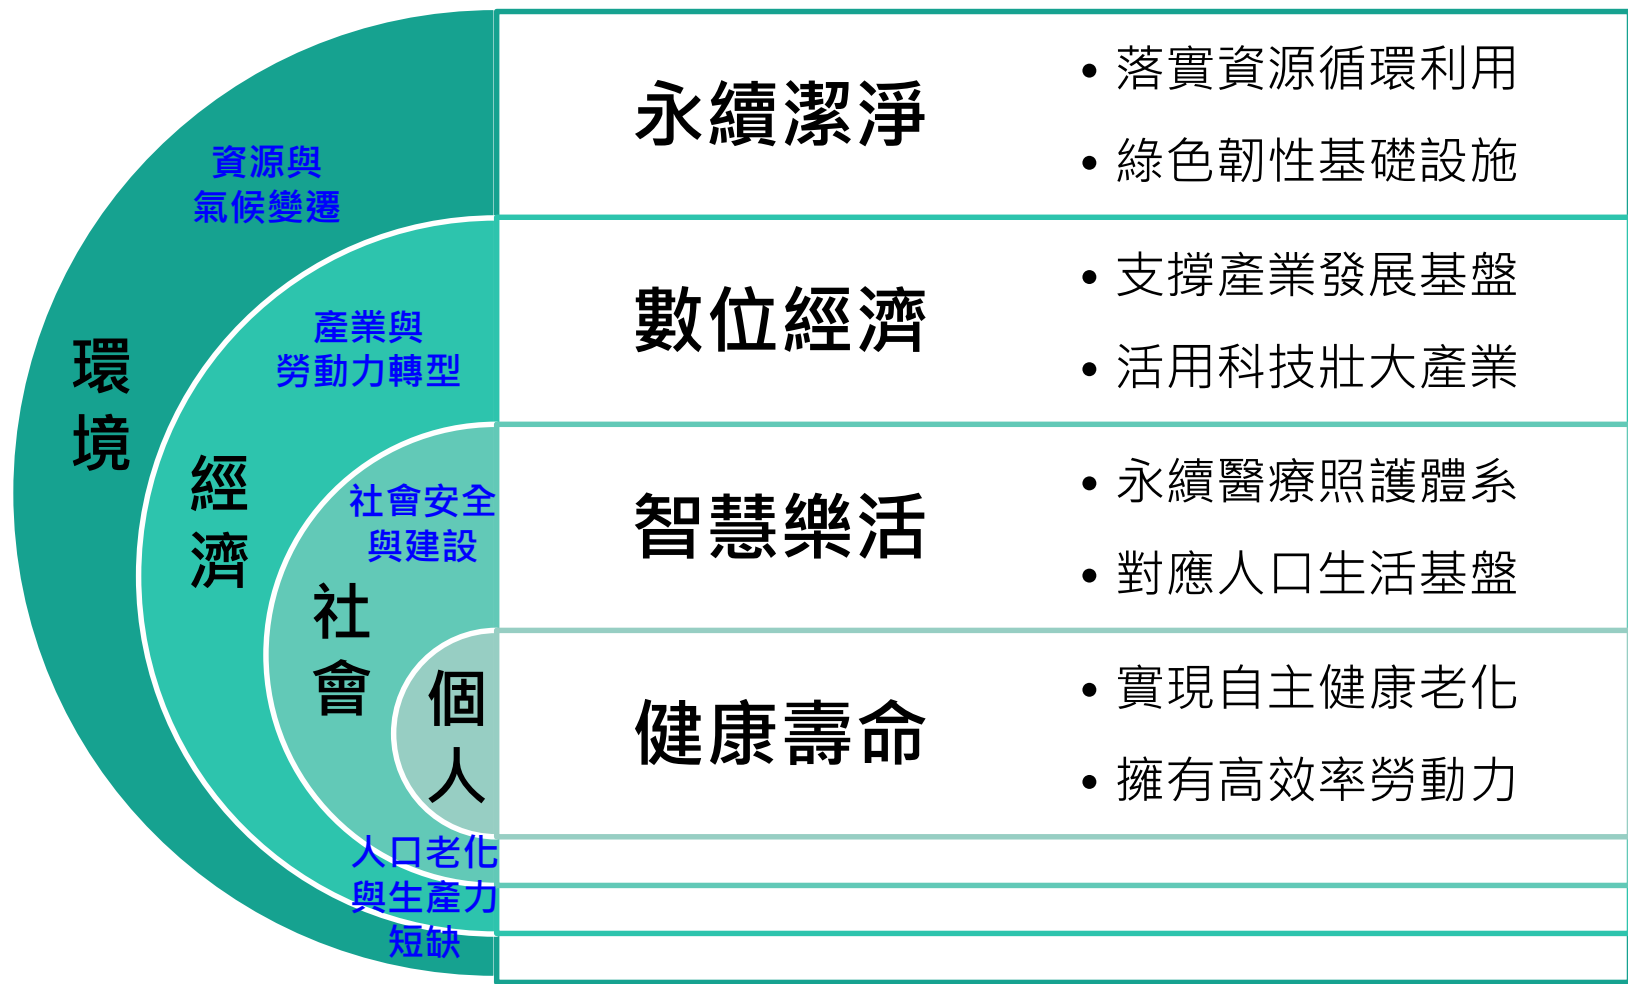 環
境
資源與
氣候變遷
永續潔淨
• 落實資源循環利用
• 綠色韌性基礎設施
經
濟
產業與
勞動力轉型
數位經濟
• 支撐產業發展基盤
• 活用科技壯大產業
社
會
社會安全
與建設
智慧樂活
• 永續醫療照護體系
• 對應人口生活基盤
個
人
人口老化
與生產力
短缺
健康壽命
• 實現自主健康老化
• 擁有高效率勞動力